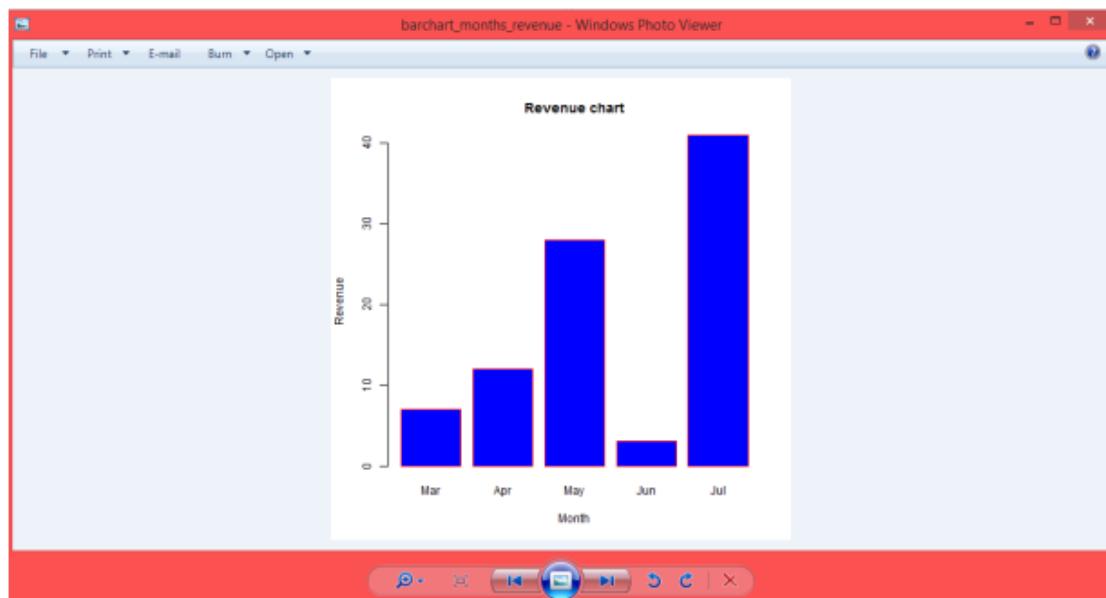 barchart_months_revenue - Windows Photo Viewer
File Print E-mail Burn Open
Revenue chart
40
30
20
10
0
Revenue
Mar Apr May Jun Jul
Month